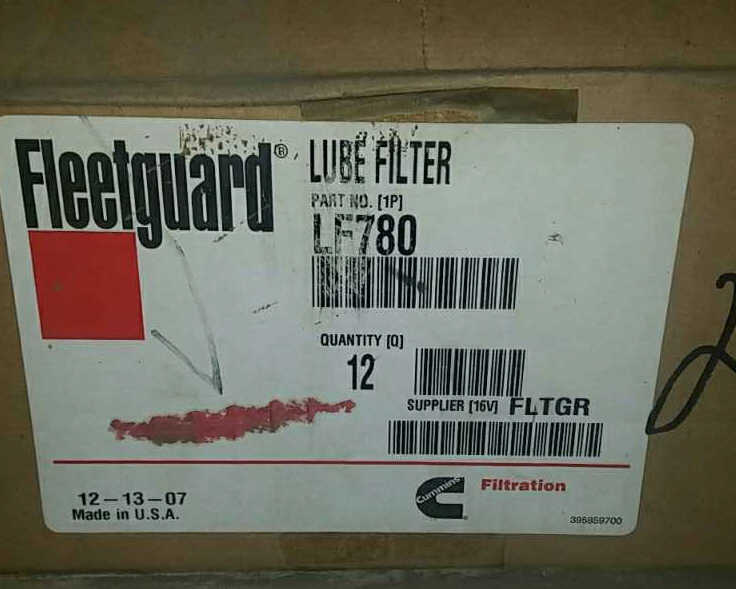 Fleetguard®
LUBE FILTER
PART NO. [1P]
LF780
QUANTITY [Q]
12
SUPPLIER [16V] FLTGR
12-13-07
Made in U.S.A.
Cummins
Filtration
395859700